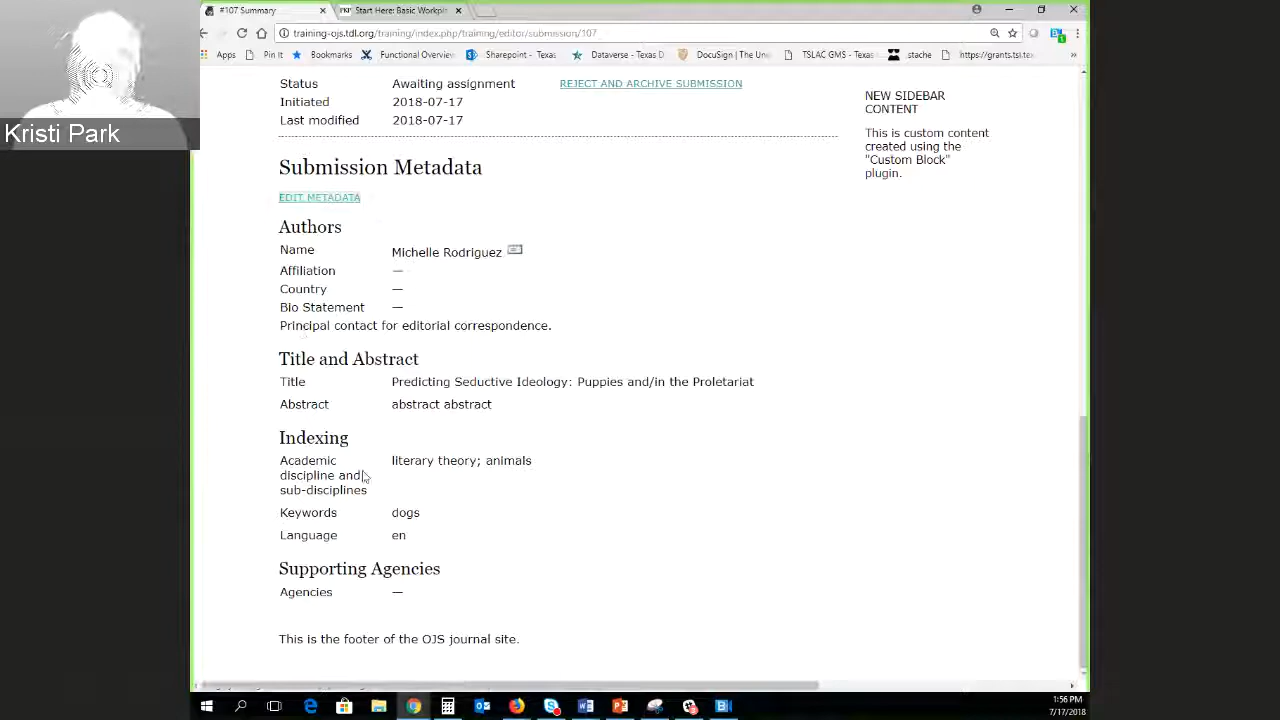 #107 Summary
Start Here: Basic Workpl
training-ojs.tdl.org/training/index.php/training/editor/submission/107
Apps Pin It Bookmarks Functional Overview Sharepoint - Texas Dataverse - Texas D DocuSign | The Univ TSLAC GMS - Texas stache https://grants.tsl.tex
Kristi Park
Status Awaiting assignment REJECT AND ARCHIVE SUBMISSION
Initiated 2018-07-17
Last modified 2018-07-17
NEW SIDEBAR
CONTENT
This is custom content
created using the
"Custom Block"
plugin.
Submission Metadata
EDIT METADATA
Authors
Name Michelle Rodriguez
Affiliation —
Country —
Bio Statement —
Principal contact for editorial correspondence.
Title and Abstract
Title Predicting Seductive Ideology: Puppies and/in the Proletariat
Abstract abstract abstract
Indexing
Academic literary theory; animals
discipline and
sub-disciplines
Keywords dogs
Language en
Supporting Agencies
Agencies —
This is the footer of the OJS journal site.
1:56 PM
7/17/2018